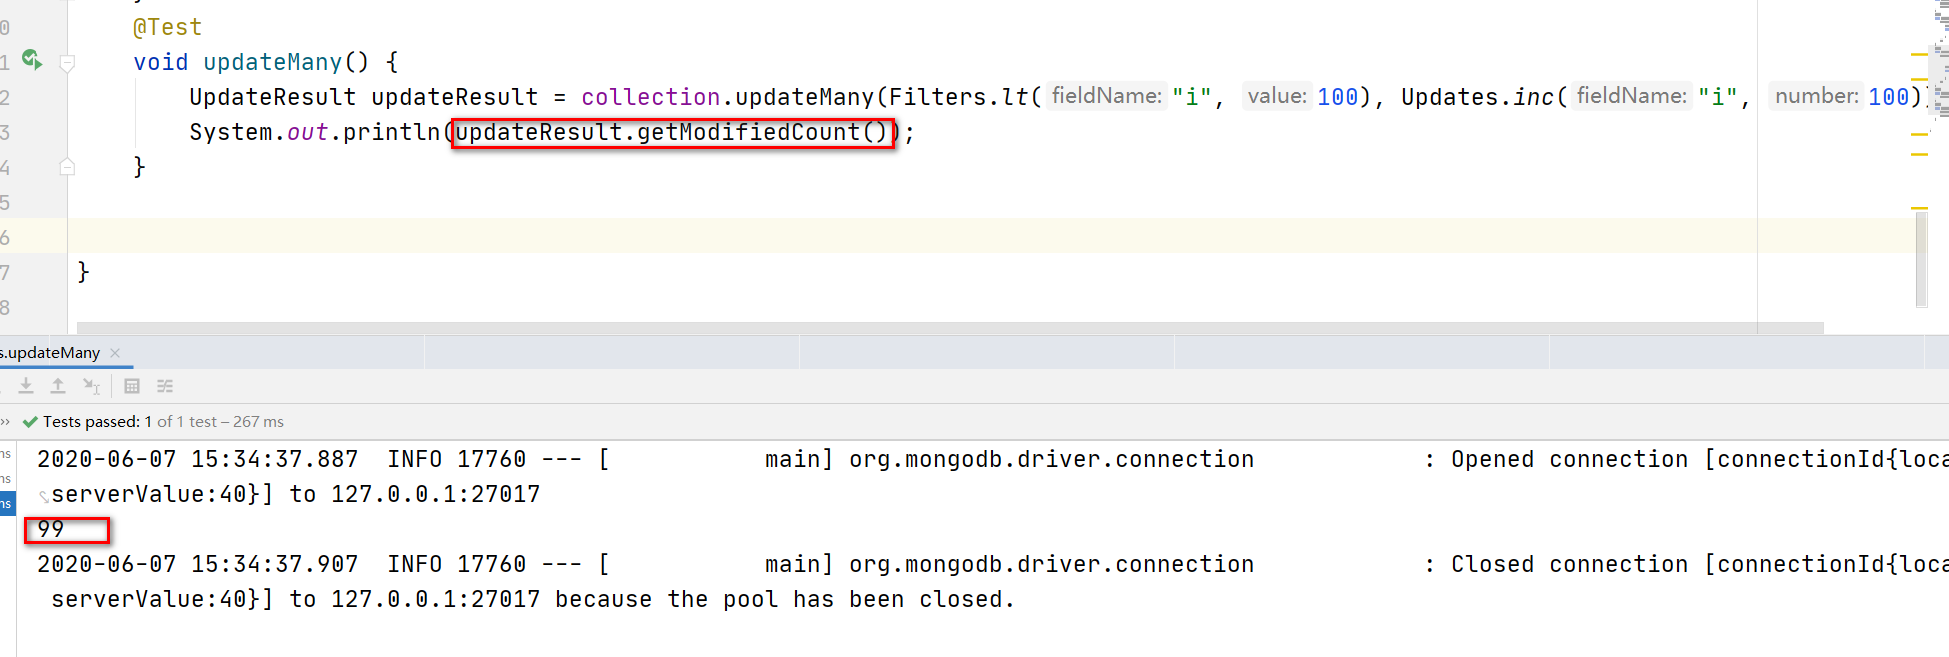 0 @Test
1 void updateMany() {
2 UpdateResult updateResult = collection.updateMany(Filters.lt( fieldName: "i", value: 100), Updates.inc( fieldName: "i", number: 100)
3 System.out.println(updateResult.getModifiedCount());
4 }
5
6
7 }
8
s.updateMany ×
›› Tests passed: 1 of 1 test – 267 ms
ms 2020-06-07 15:34:37.887 INFO 17760 --- [ main] org.mongodb.driver.connection : Opened connection [connectionId{loca
ms serverValue:40}] to 127.0.0.1:27017
ms 99
2020-06-07 15:34:37.907 INFO 17760 --- [ main] org.mongodb.driver.connection : Closed connection [connectionId{loca
serverValue:40}] to 127.0.0.1:27017 because the pool has been closed.